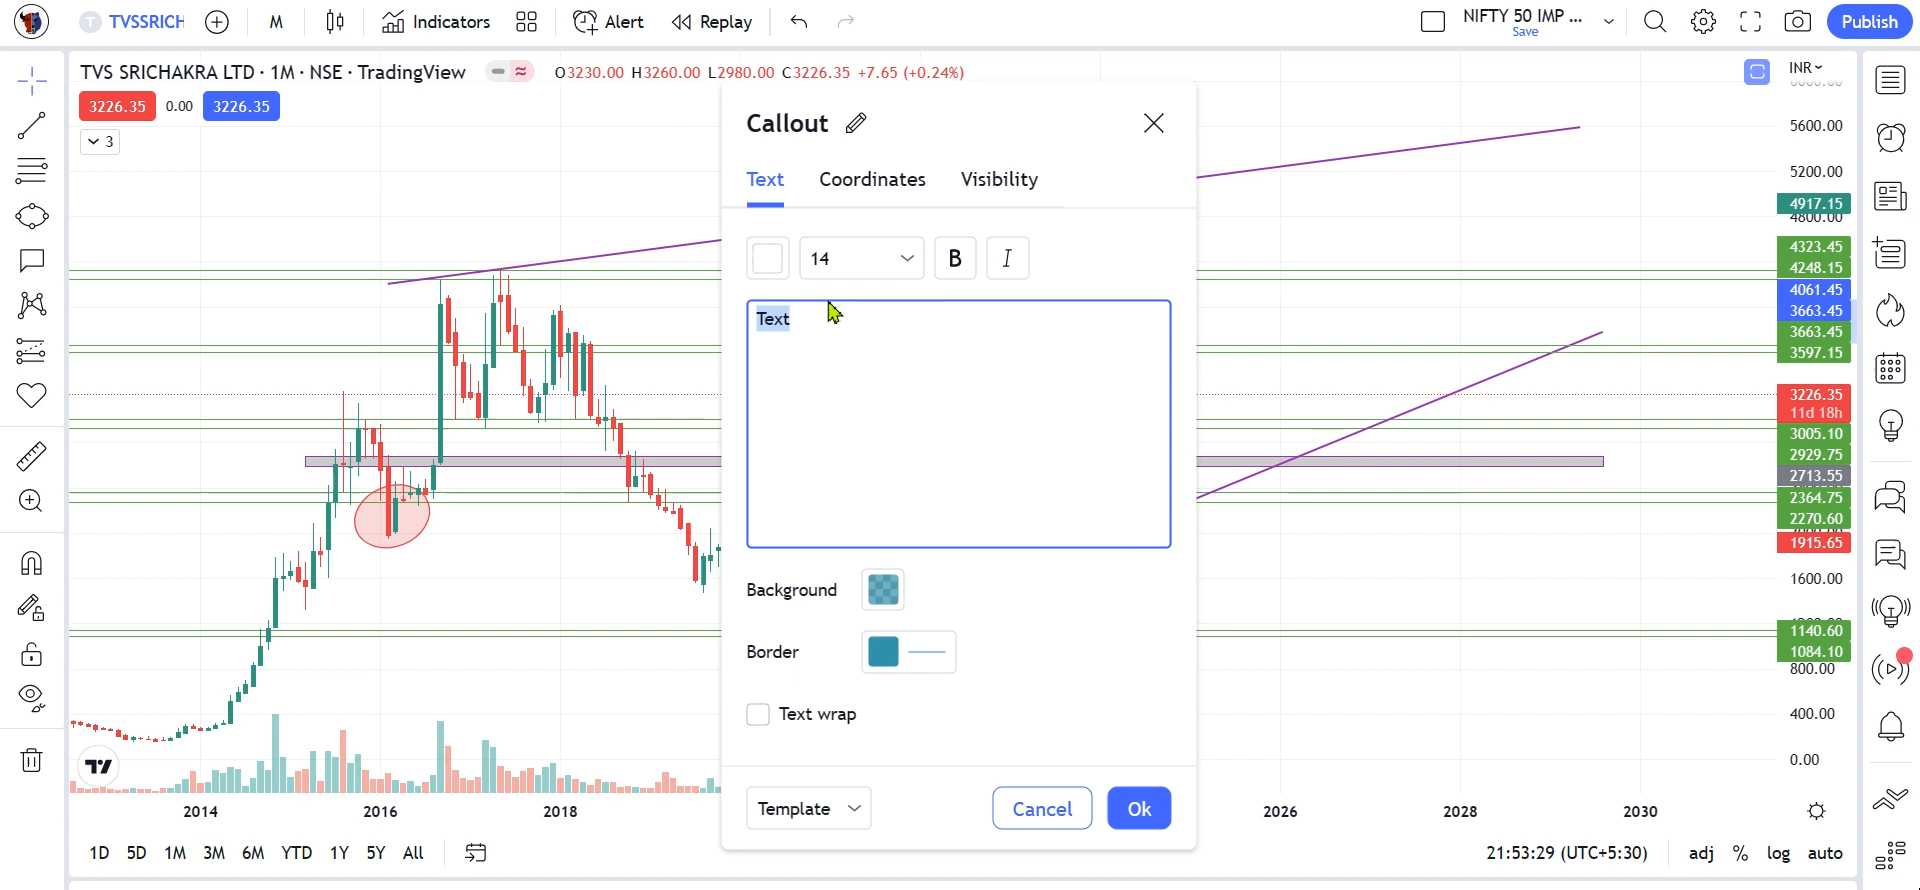 T TVSSRICH
M
Indicators
Alert
Replay
NIFTY 50 IMP ...
Save
Publish
TVS SRICHAKRA LTD · 1M · NSE · TradingView
O3230.00 H3260.00 L2980.00 C3226.35 +7.65 (+0.24%)
INR
3226.35
0.00
3226.35
3
Callout
Text
Coordinates
Visibility
14
B
I
Text
Background
Border
Text wrap
Template
Cancel
Ok
5600.00
5200.00
4917.15
4800.00
4323.45
4248.15
4061.45
3663.45
3663.45
3597.15
3226.35
11d 18h
3005.10
2929.75
2713.55
2364.75
2270.60
1915.65
1600.00
1140.60
1084.10
800.00
400.00
0.00
2014
2016
2018
2026
2028
2030
1D
5D
1M
3M
6M
YTD
1Y
5Y
All
21:53:29 (UTC+5:30)
adj
%
log
auto